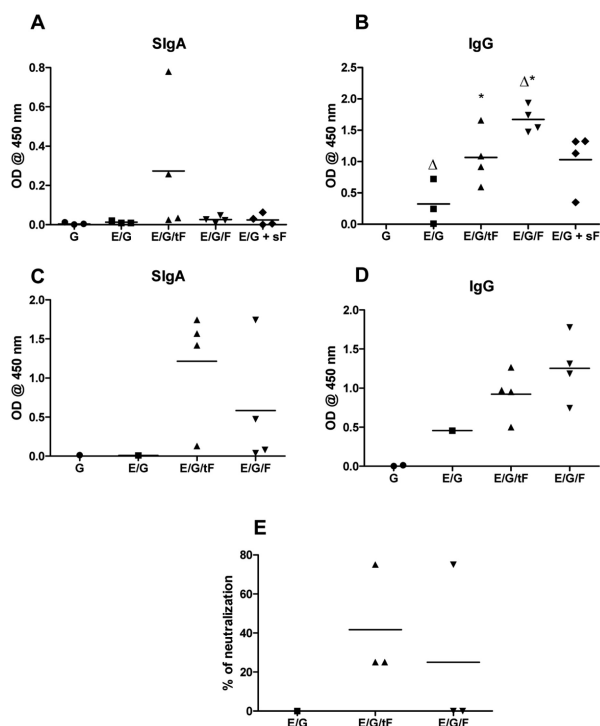 A
SIgA
OD @ 450 nm
0.8
0.6
0.4
0.2
0.0
G E/G E/G/tF E/G/F E/G + sF
B
IgG
OD @ 450 nm
2.5
2.0
1.5
1.0
0.5
0.0
Δ
*
Δ*
G E/G E/G/tF E/G/F E/G + sF
C
SIgA
OD @ 450 nm
2.0
1.5
1.0
0.5
0.0
G E/G E/G/tF E/G/F
D
IgG
OD @ 450 nm
2.5
2.0
1.5
1.0
0.5
0.0
G E/G E/G/tF E/G/F
E
% of neutralization
80
60
40
20
0
E/G E/G/tF E/G/F